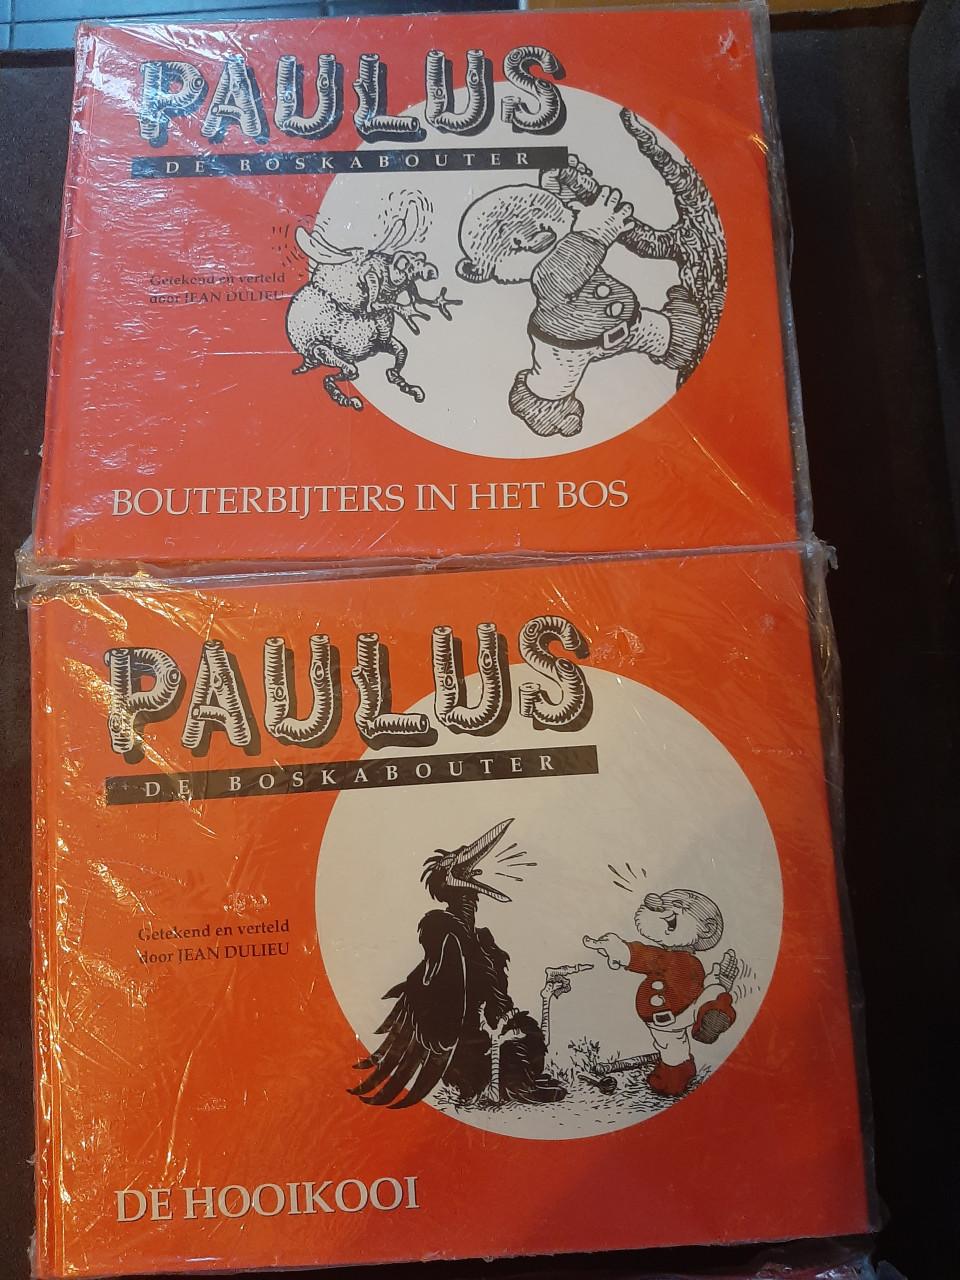 PAULUS
DE BOSKABOUTER
Getekend en verteld
door JEAN DULIEU
BOUTERBIJTERS IN HET BOS
PAULUS
DE BOSKABOUTER
Getekend en verteld
door JEAN DULIEU
DE HOOIKOOI